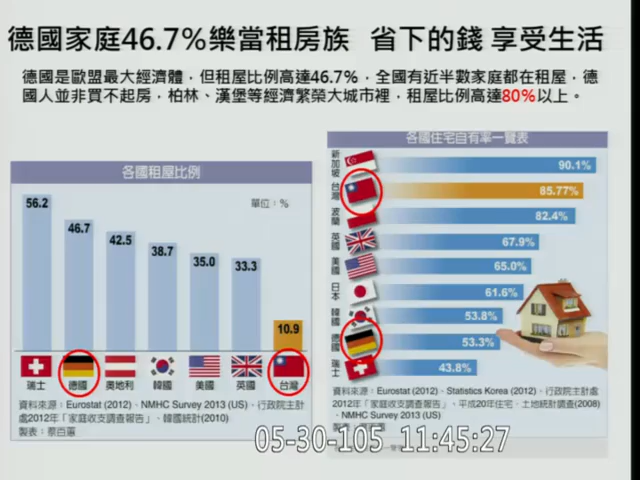 德國家庭46.7%樂當租房族 省下的錢 享受生活
德國是歐盟最大經濟體，但租屋比例高達46.7%，全國有近半數家庭都在租屋，德
國人並非買不起房，柏林、漢堡等經濟繁榮大城市裡，租屋比例高達80%以上。
各國租屋比例
單位：%
56.2
46.7
42.5
38.7
35.0
33.3
10.9
瑞士
德國
奧地利
韓國
美國
英國
台灣
資料來源：Eurostat (2012)、NMHC Survey 2013 (US)、行政院主計
處2012年「家庭收支調查報告」、韓國統計(2010)
製表：蔡百蕙
各國住宅自有率一覽表
新加坡 90.1%
台灣 85.77%
波蘭 82.4%
英國 67.9%
美國 65.0%
日本 61.6%
韓國 53.8%
德國 53.3%
瑞士 43.8%
資料來源：Eurostat (2012)、Statistics Korea (2012)、行政院主計處
2012年「家庭收支調查報告」、平成20年住宅．土地統計調查(2008)
、NMHC Survey 2013 (US)
05-30-105 11:45:27